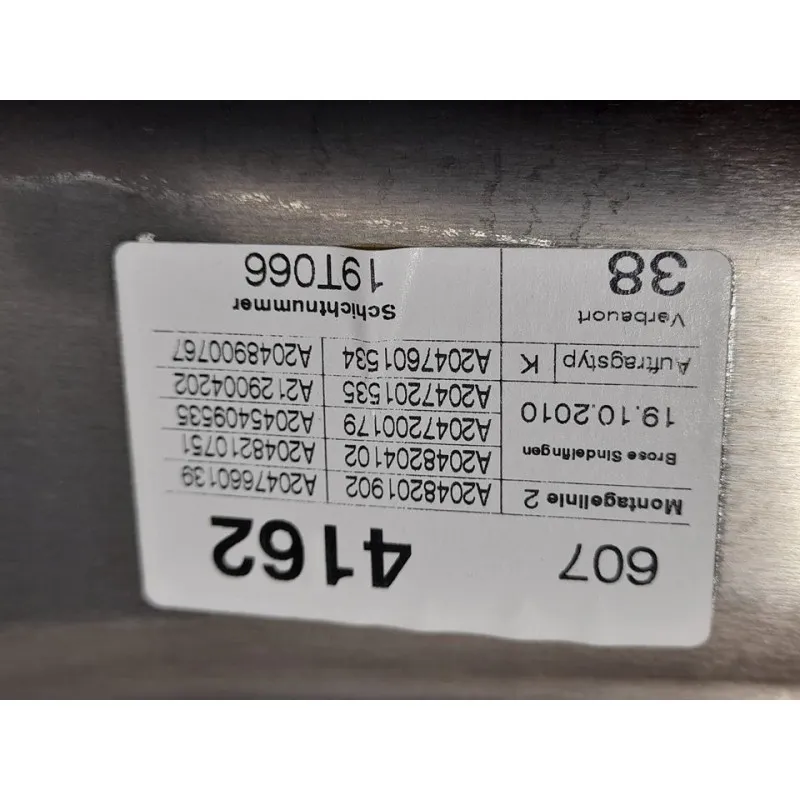 607 4162
Montagelinie 2 A2048201902 A2047660139
Brose Sindelfingen A2048204102 A2048210751
19.10.2010 A2047200179 A2045409535
A2047201535 A2129004202
Auftragstyp K A2047601534 A2048900767
Verbauort Schichtnummer
38 19T066